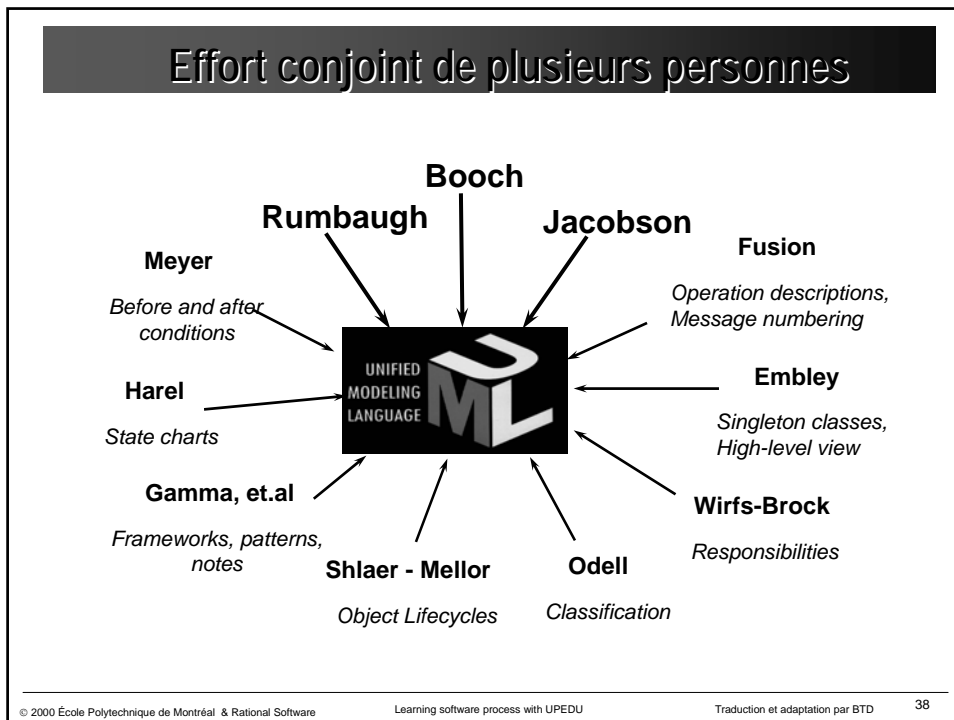 Effort conjoint de plusieurs personnes
Booch
Rumbaugh
Jacobson
Meyer
Before and after
conditions
Fusion
Operation descriptions,
Message numbering
UNIFIED
MODELING
LANGUAGE
UML
Harel
State charts
Embley
Singleton classes,
High-level view
Gamma, et.al
Frameworks, patterns,
notes
Wirfs-Brock
Responsibilities
Shlaer - Mellor
Object Lifecycles
Odell
Classification
© 2000 École Polytechnique de Montréal & Rational Software
Learning software process with UPEDU
Traduction et adaptation par BTD
38